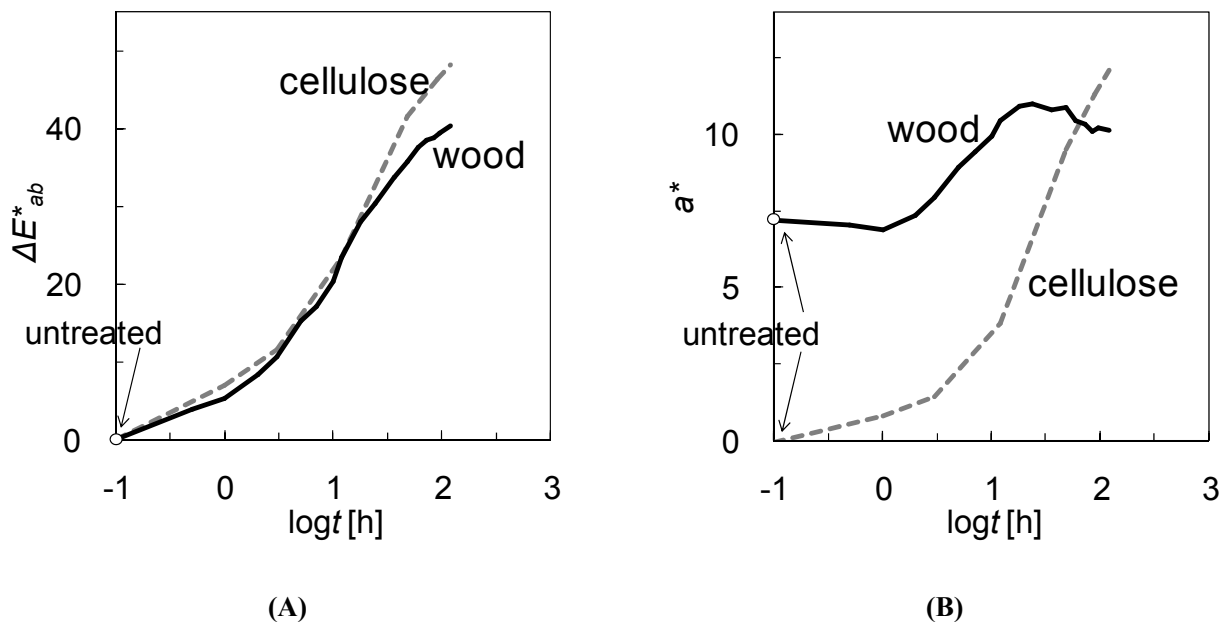 cellulose
wood
ΔE*ab
40
20
0
untreated
-1 0 1 2 3
logt [h]
(A)
wood
cellulose
a*
10
5
0
untreated
-1 0 1 2 3
logt [h]
(B)